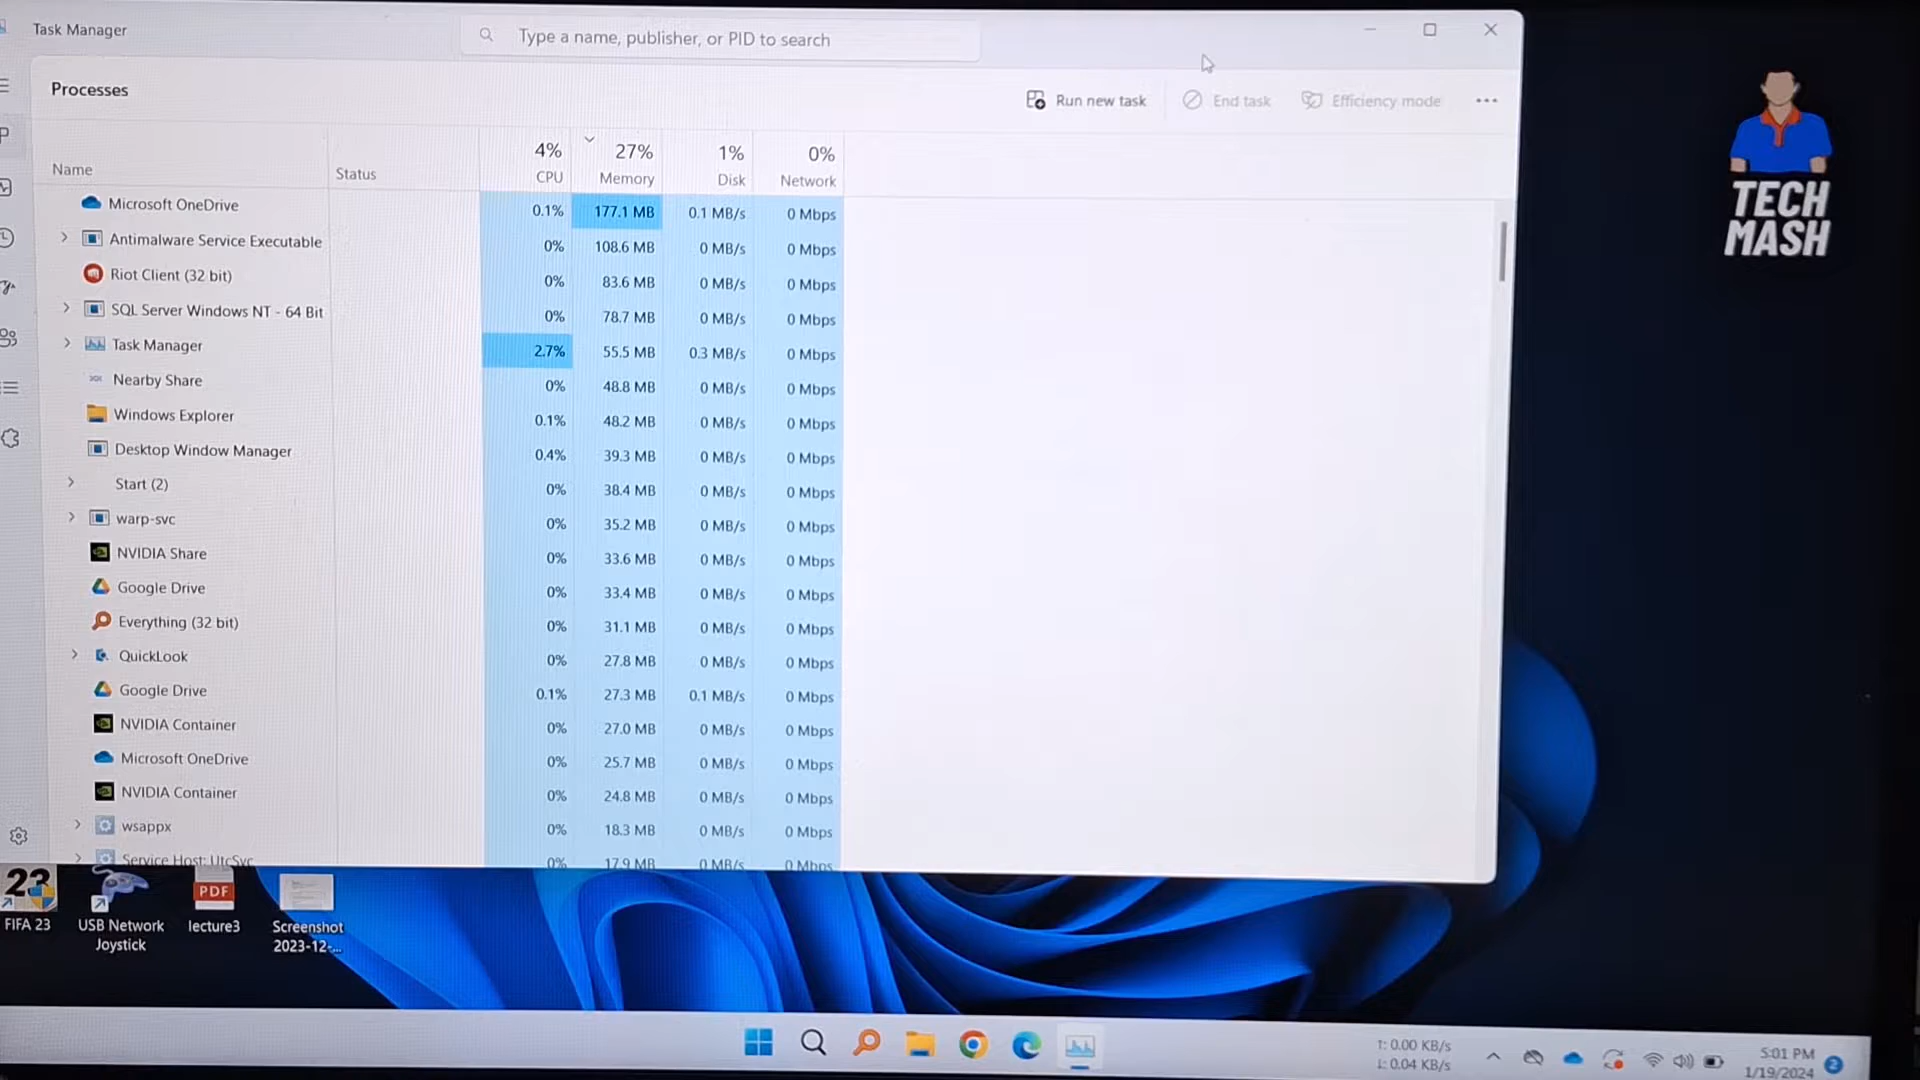 Task Manager
Type a name, publisher, or PID to search
Processes
Run new task
End task
Efficiency mode
4% 27% 1% 0%
Name Status CPU Memory Disk Network
Microsoft OneDrive 0.1% 177.1 MB 0.1 MB/s 0 Mbps
Antimalware Service Executable 0% 108.6 MB 0 MB/s 0 Mbps
Riot Client (32 bit) 0% 83.6 MB 0 MB/s 0 Mbps
SQL Server Windows NT - 64 Bit 0% 78.7 MB 0 MB/s 0 Mbps
Task Manager 2.7% 55.5 MB 0.3 MB/s 0 Mbps
Nearby Share 0% 48.8 MB 0 MB/s 0 Mbps
Windows Explorer 0.1% 48.2 MB 0 MB/s 0 Mbps
Desktop Window Manager 0.4% 39.3 MB 0 MB/s 0 Mbps
Start (2) 0% 38.4 MB 0 MB/s 0 Mbps
warp-svc 0% 35.2 MB 0 MB/s 0 Mbps
NVIDIA Share 0% 33.6 MB 0 MB/s 0 Mbps
Google Drive 0% 33.4 MB 0 MB/s 0 Mbps
Everything (32 bit) 0% 31.1 MB 0 MB/s 0 Mbps
QuickLook 0% 27.8 MB 0 MB/s 0 Mbps
Google Drive 0.1% 27.3 MB 0.1 MB/s 0 Mbps
NVIDIA Container 0% 27.0 MB 0 MB/s 0 Mbps
Microsoft OneDrive 0% 25.7 MB 0 MB/s 0 Mbps
NVIDIA Container 0% 24.8 MB 0 MB/s 0 Mbps
wsappx 0% 18.3 MB 0 MB/s 0 Mbps
Service Host: UtcSvc 0% 17.9 MB 0 MB/s 0 Mbps
TECH
MASH
23
FIFA 23
USB Network
Joystick
PDF
lecture3
Screenshot
2023-12-...
↑: 0.00 KB/s
↓: 0.04 KB/s
5:01 PM
1/19/2024
2